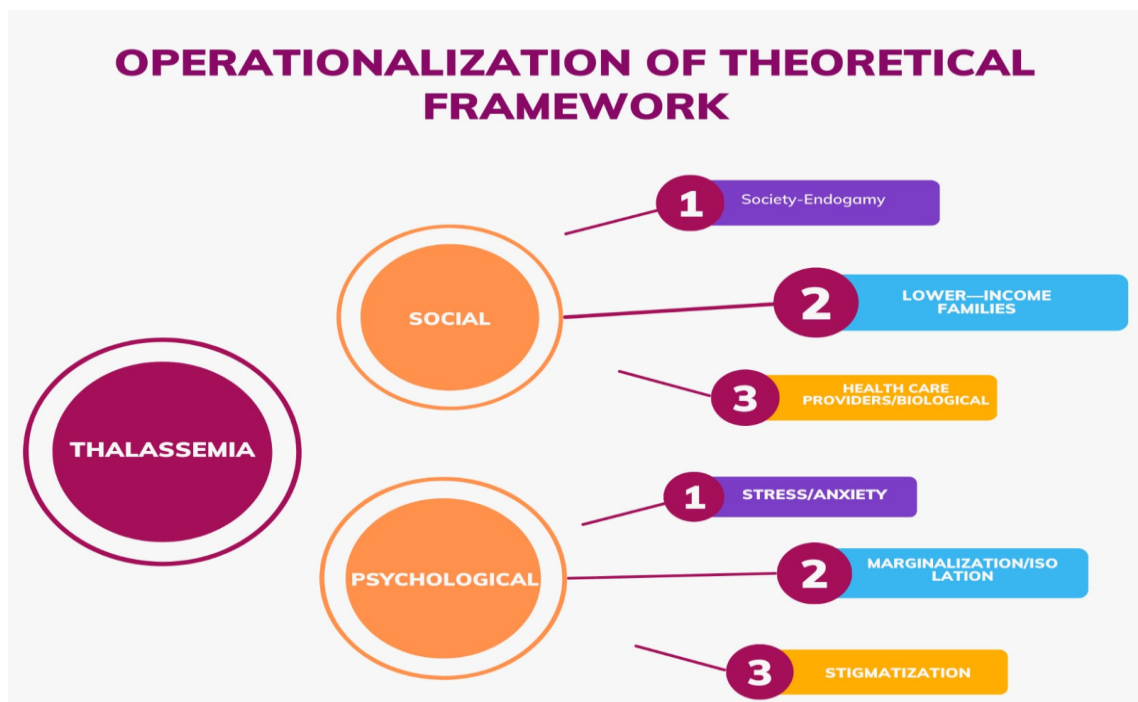 OPERATIONALIZATION OF THEORETICAL
FRAMEWORK
THALASSEMIA
SOCIAL
1
Society-Endogamy
2
LOWER—INCOME
FAMILIES
3
HEALTH CARE
PROVIDERS/BIOLOGICAL
PSYCHOLOGICAL
1
STRESS/ANXIETY
2
MARGINALIZATION/ISO
LATION
3
STIGMATIZATION